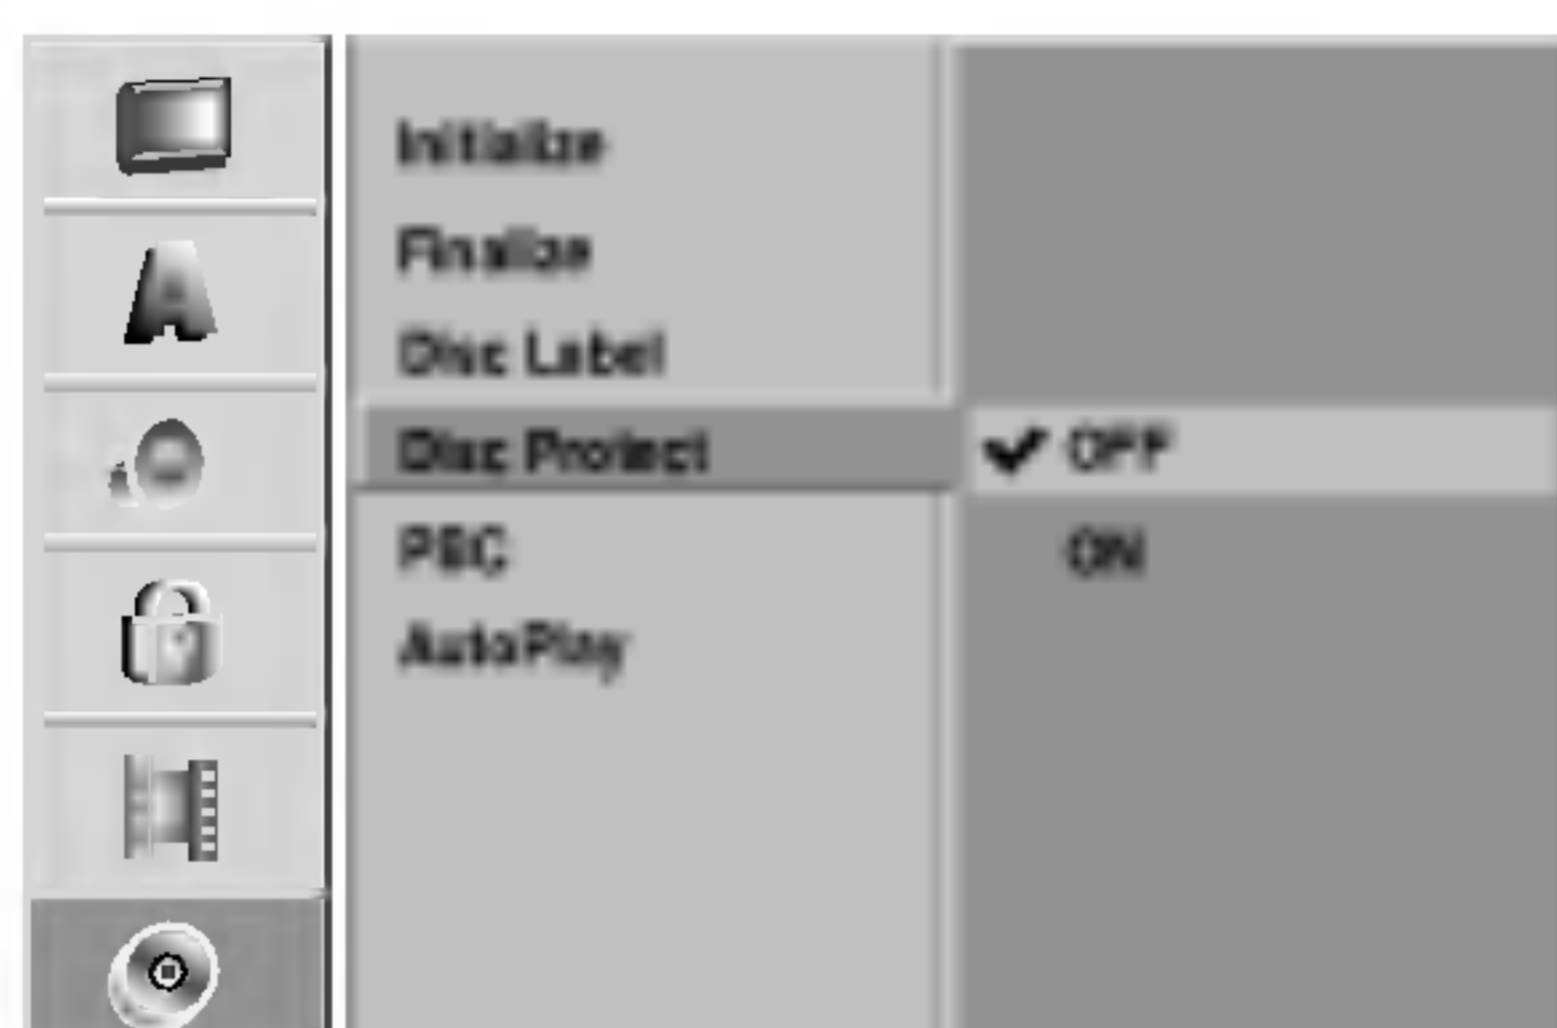 Initialize
Finalize
Disc Label
Disc Protect
✔ OFF
ON
PBC
AutoPlay